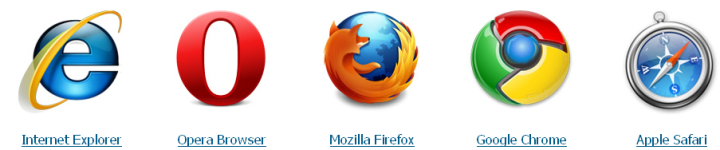 Internet Explorer
Opera Browser
Mozilla Firefox
Google Chrome
Apple Safari